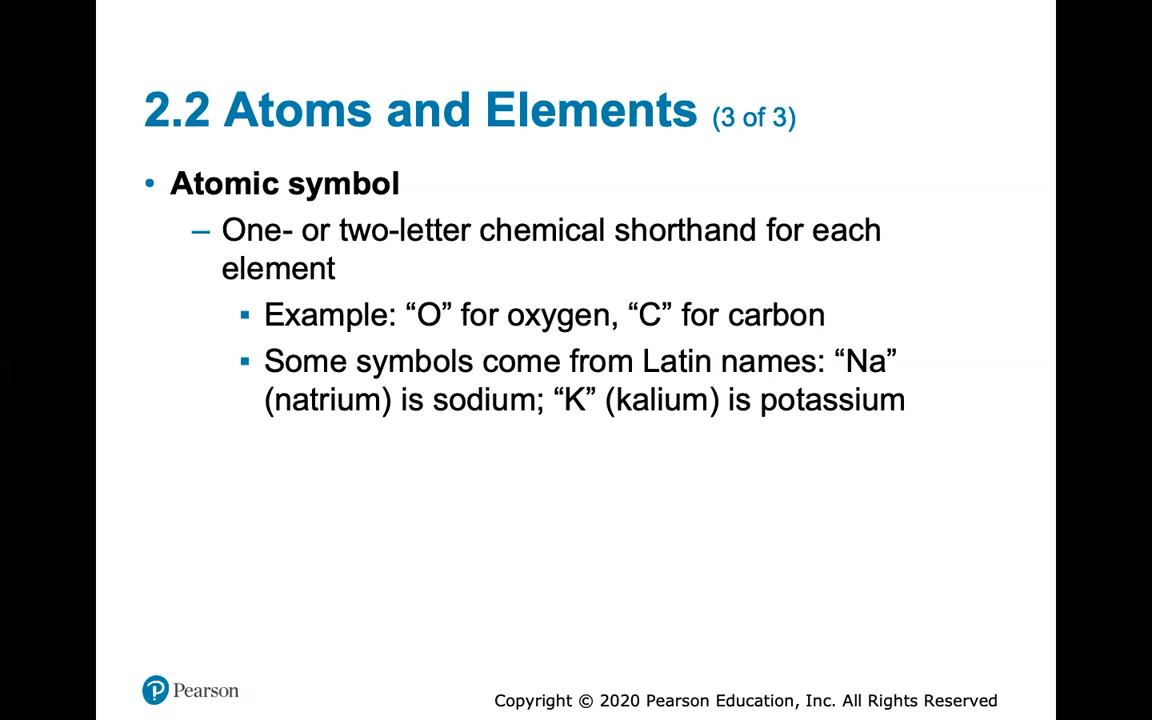 2.2 Atoms and Elements (3 of 3)
• Atomic symbol
– One- or two-letter chemical shorthand for each
element
▪ Example: “O” for oxygen, “C” for carbon
▪ Some symbols come from Latin names: “Na”
(natrium) is sodium; “K” (kalium) is potassium
P Pearson
Copyright © 2020 Pearson Education, Inc. All Rights Reserved